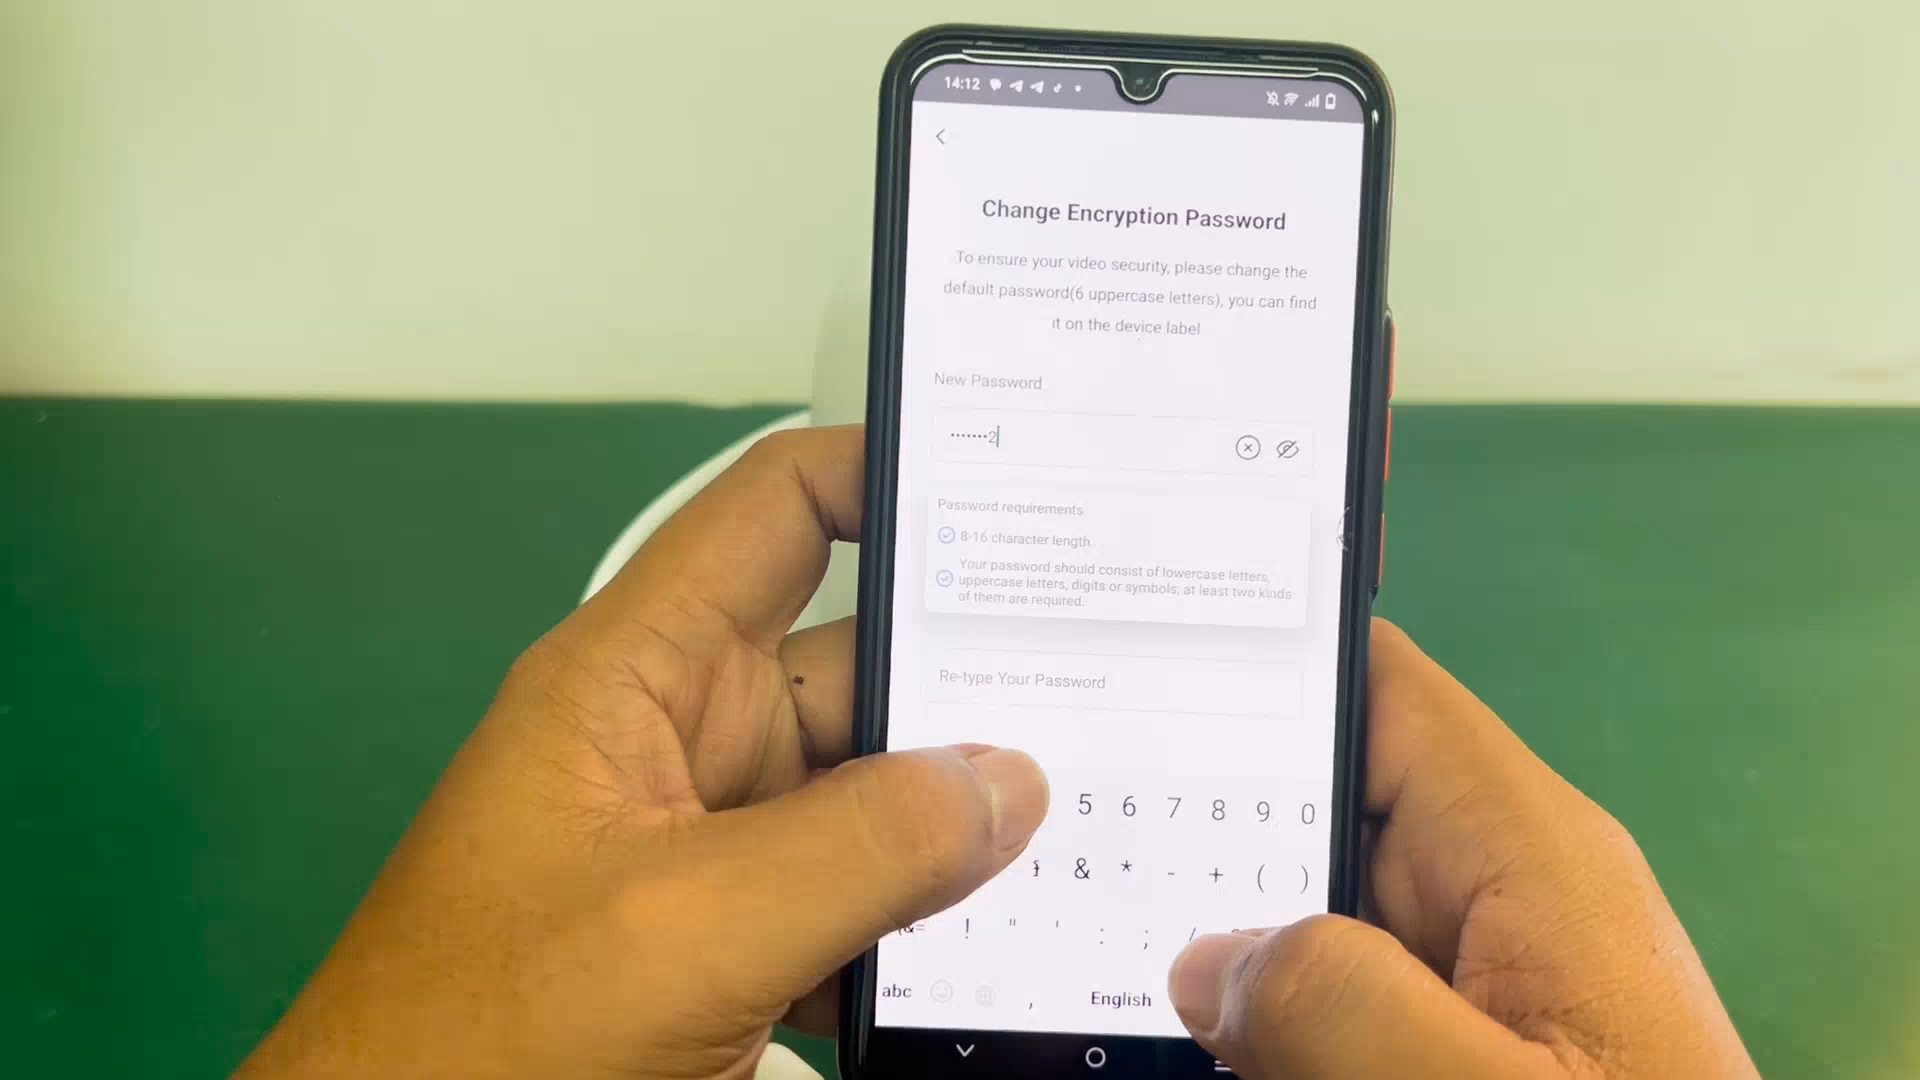 14:12
Change Encryption Password
To ensure your video security, please change the
default password(6 uppercase letters), you can find
it on the device label.
New Password
•••••••2
Password requirements
8-16 character length.
Your password should consist of lowercase letters,
uppercase letters, digits or symbols; at least two kinds
of them are required.
Re-type Your Password
5 6 7 8 9 0
& * - + ( )
! " ' : ; /
abc , English